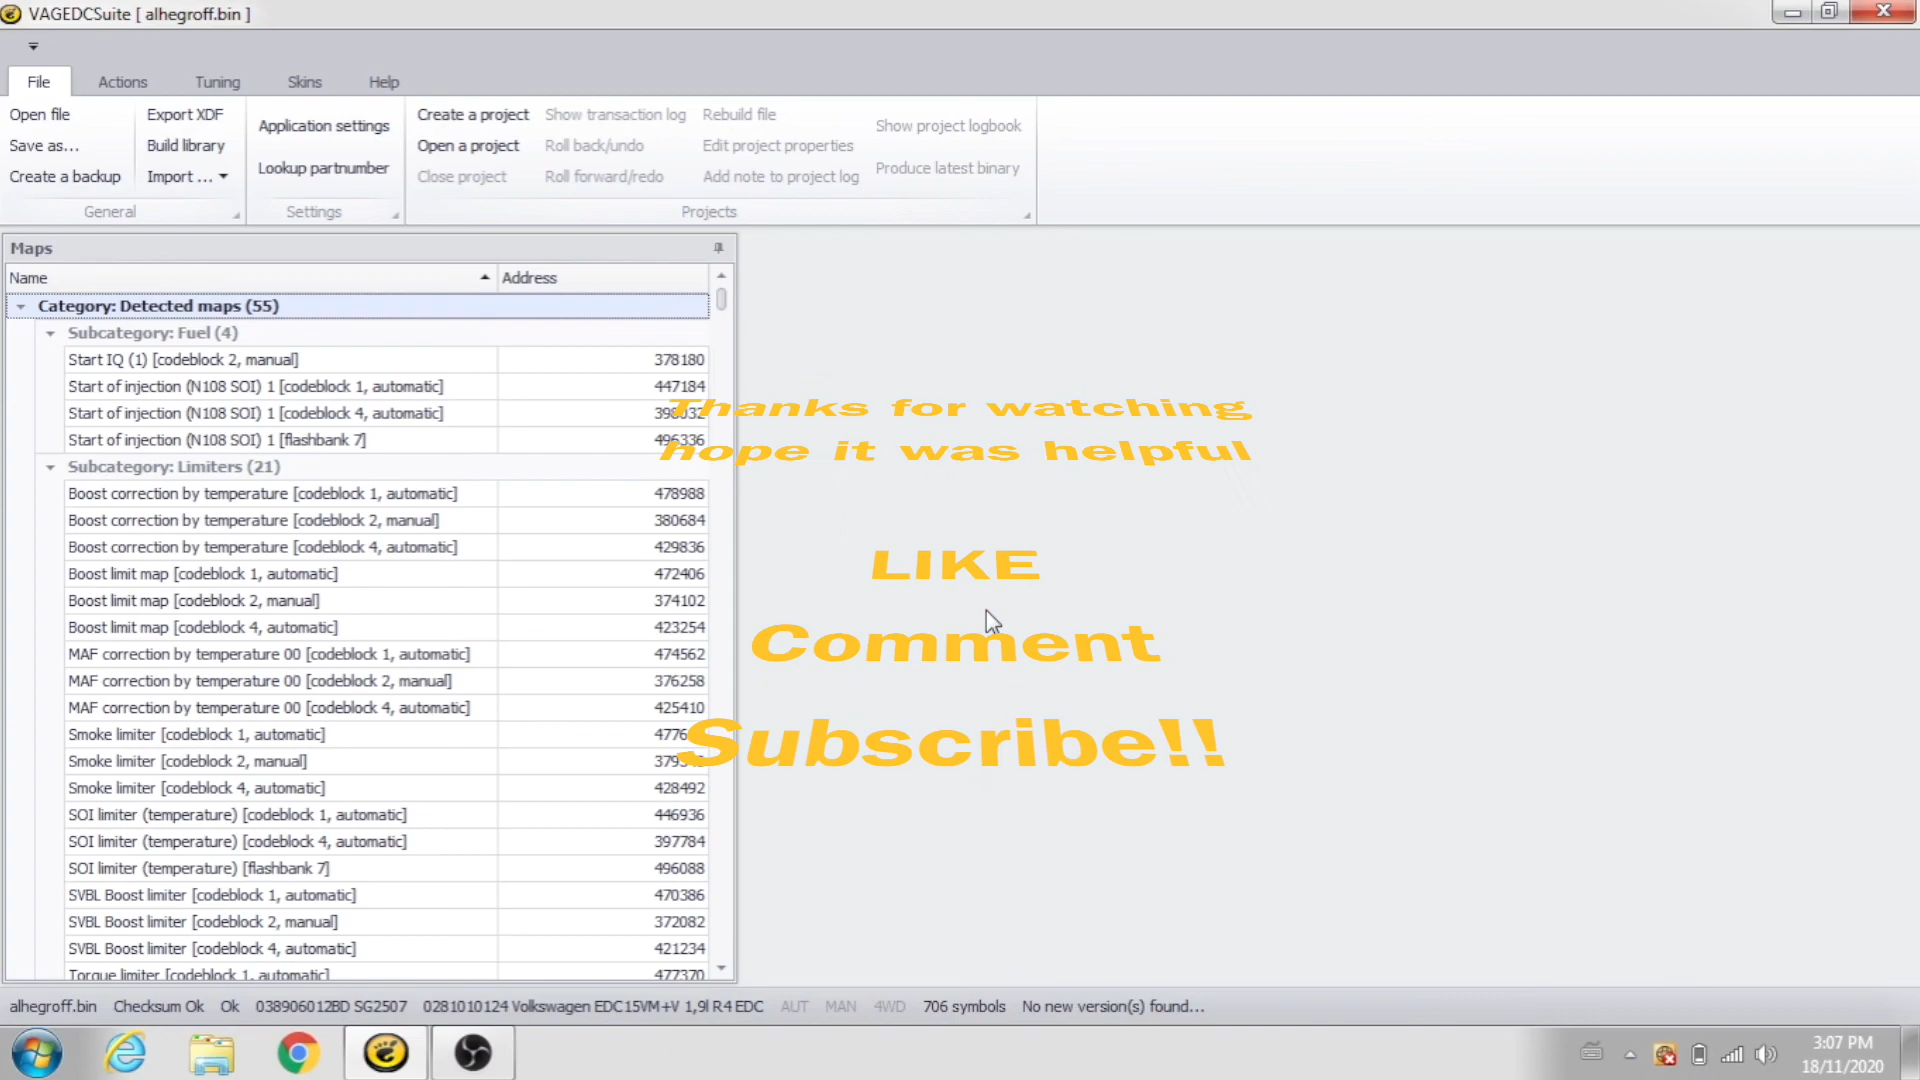 VAGEDCSuite [ alhegroff.bin ]
File Actions Tuning Skins Help
Open file Export XDF Application settings Create a project Show transaction log Rebuild file Show project logbook
Save as... Build library Lookup partnumber Open a project Roll back/undo Edit project properties Produce latest binary
Create a backup Import ... Close project Roll forward/redo Add note to project log
General Settings Projects
Maps
Name Address
Category: Detected maps (55)
Subcategory: Fuel (4)
Start IQ (1) [codeblock 2, manual] 378180
Start of injection (N108 SOI) 1 [codeblock 1, automatic] 447184
Start of injection (N108 SOI) 1 [codeblock 4, automatic] 398032
Start of injection (N108 SOI) 1 [flashbank 7] 496336
Subcategory: Limiters (21)
Boost correction by temperature [codeblock 1, automatic] 478988
Boost correction by temperature [codeblock 2, manual] 380684
Boost correction by temperature [codeblock 4, automatic] 429836
Boost limit map [codeblock 1, automatic] 472406
Boost limit map [codeblock 2, manual] 374102
Boost limit map [codeblock 4, automatic] 423254
MAF correction by temperature 00 [codeblock 1, automatic] 474562
MAF correction by temperature 00 [codeblock 2, manual] 376258
MAF correction by temperature 00 [codeblock 4, automatic] 425410
Smoke limiter [codeblock 1, automatic]
Smoke limiter [codeblock 2, manual]
Smoke limiter [codeblock 4, automatic] 428492
SOI limiter (temperature) [codeblock 1, automatic] 446936
SOI limiter (temperature) [codeblock 4, automatic] 397784
SOI limiter (temperature) [flashbank 7] 496088
SVBL Boost limiter [codeblock 1, automatic] 470386
SVBL Boost limiter [codeblock 2, manual] 372082
SVBL Boost limiter [codeblock 4, automatic] 421234
Torque limiter [codeblock 1, automatic] 477370
Thanks for watching
hope it was helpful
LIKE
Comment
Subscribe!!
alhegroff.bin Checksum Ok Ok 038906012BD SG2507 0281010124 Volkswagen EDC15VM+V 1,9l R4 EDC AUT MAN 4WD 706 symbols No new version(s) found...
3:07 PM
18/11/2020